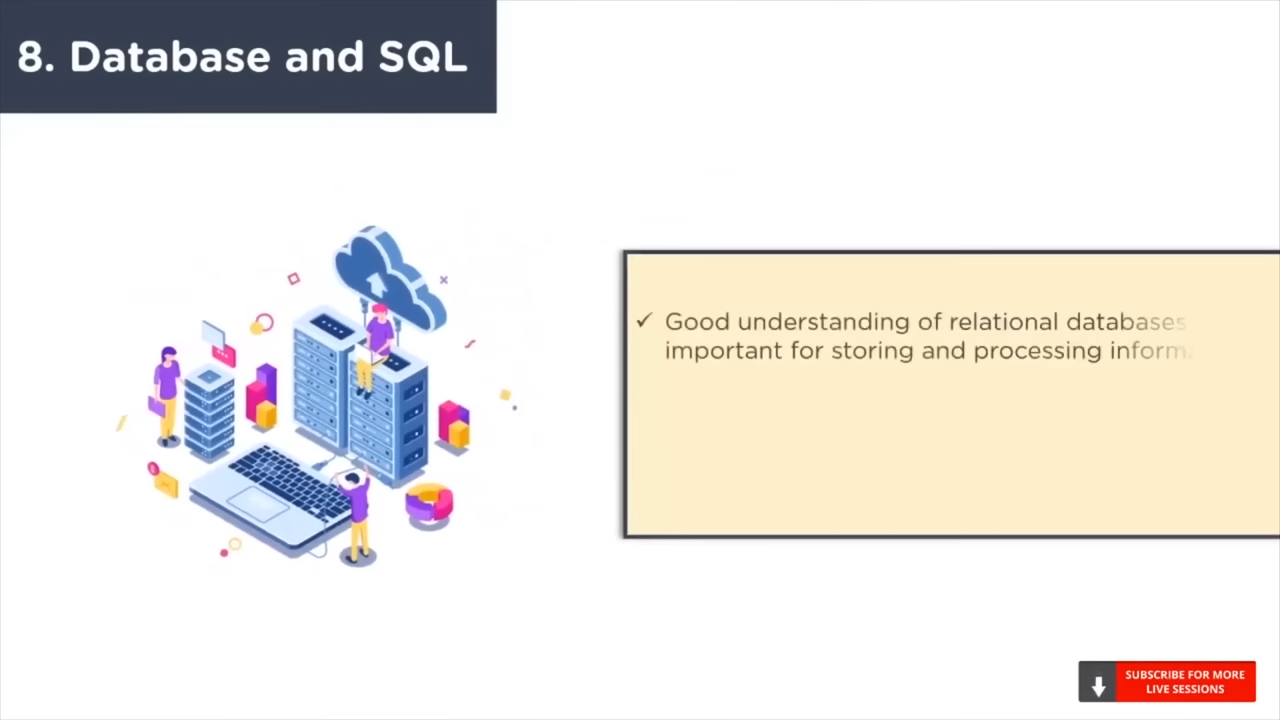 8. Database and SQL
✓ Good understanding of relational databases
important for storing and processing
SUBSCRIBE FOR MORE
LIVE SESSIONS